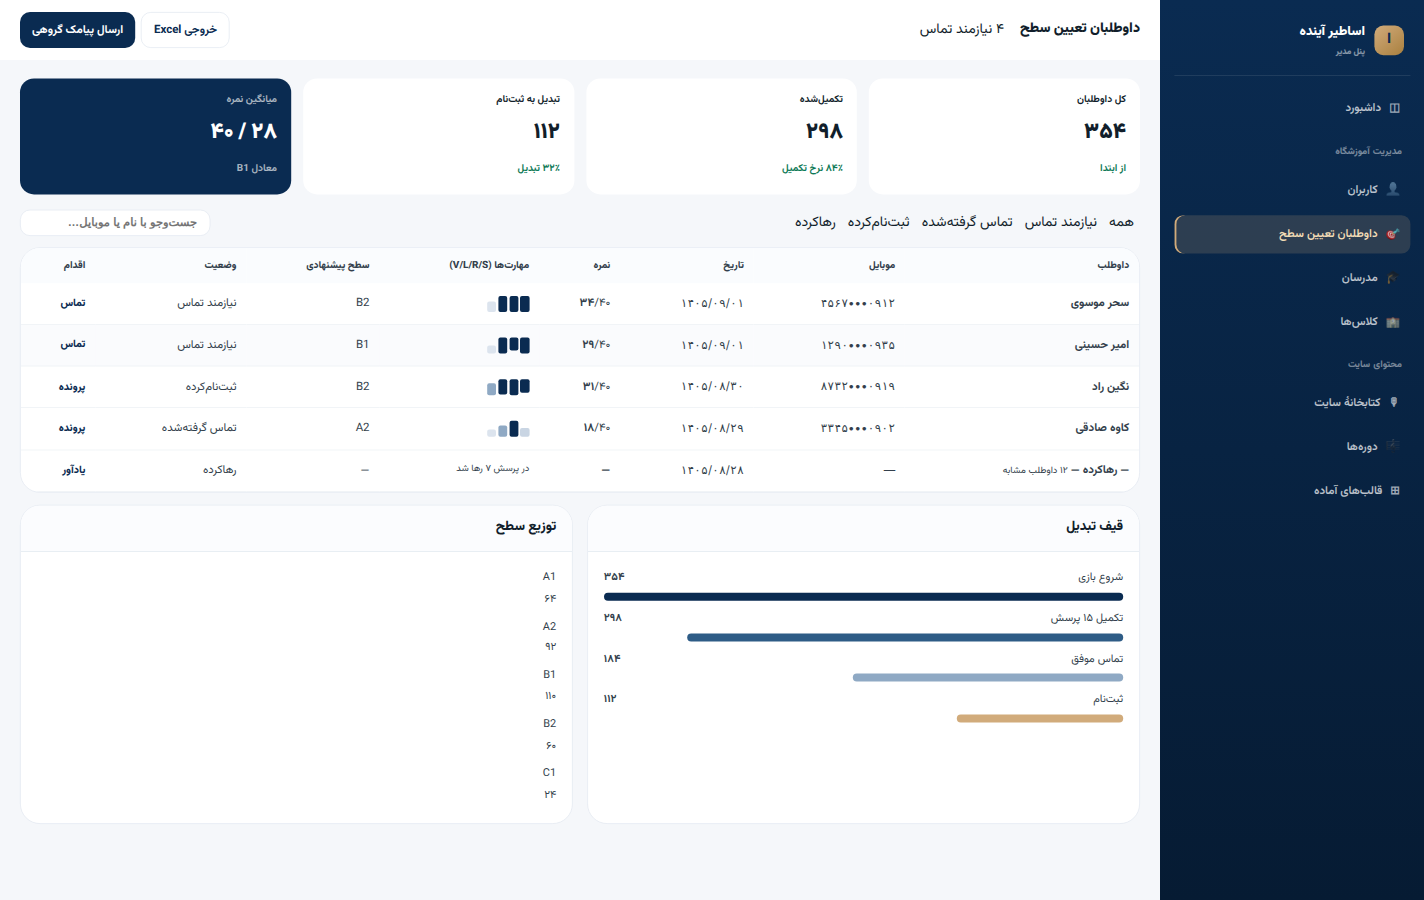 اساطیر آینده
پنل مدیر
ا
داشبورد
مدیریت آموزشگاه
کاربران
داوطلبان تعیین سطح
مدرسان
کلاس‌ها
محتوای سایت
کتابخانهٔ سایت
دوره‌ها
قالب‌های آماده
داوطلبان تعیین سطح
۴ نیازمند تماس
خروجی Excel
ارسال پیامک گروهی
کل داوطلبان
۳۵۴
از ابتدا
تکمیل‌شده
۲۹۸
۸۴٪ نرخ تکمیل
تبدیل به ثبت‌نام
۱۱۲
۳۲٪ تبدیل
میانگین نمره
۲۸ / ۴۰
معادل B1
همه نیازمند تماس تماس گرفته‌شده ثبت‌نام‌کرده رهاکرده
جست‌وجو با نام یا موبایل...
داوطلب موبایل تاریخ نمره مهارت‌ها (V/L/R/S) سطح پیشنهادی وضعیت اقدام
سحر موسوی ۰۹۱۲•••۴۵۶۷ ۱۴۰۵/۰۹/۰۱ ۳۴/۴۰ B2 نیازمند تماس تماس
امیر حسینی ۰۹۳۵•••۱۲۹۰ ۱۴۰۵/۰۹/۰۱ ۲۹/۴۰ B1 نیازمند تماس تماس
نگین راد ۰۹۱۹•••۸۷۳۲ ۱۴۰۵/۰۸/۳۰ ۳۱/۴۰ B2 ثبت‌نام‌کرده پرونده
کاوه صادقی ۰۹۰۲•••۳۳۴۵ ۱۴۰۵/۰۸/۲۹ ۱۸/۴۰ A2 تماس گرفته‌شده پرونده
— رهاکرده — ۱۲ داوطلب مشابه — ۱۴۰۵/۰۸/۲۸ — در پرسش ۷ رها شد — رهاکرده یادآور
قیف تبدیل
شروع بازی ۳۵۴
تکمیل ۱۵ پرسش ۲۹۸
تماس موفق ۱۸۴
ثبت‌نام ۱۱۲
توزیع سطح
A1
۶۴
A2
۹۲
B1
۱۱۰
B2
۶۰
C1
۲۴